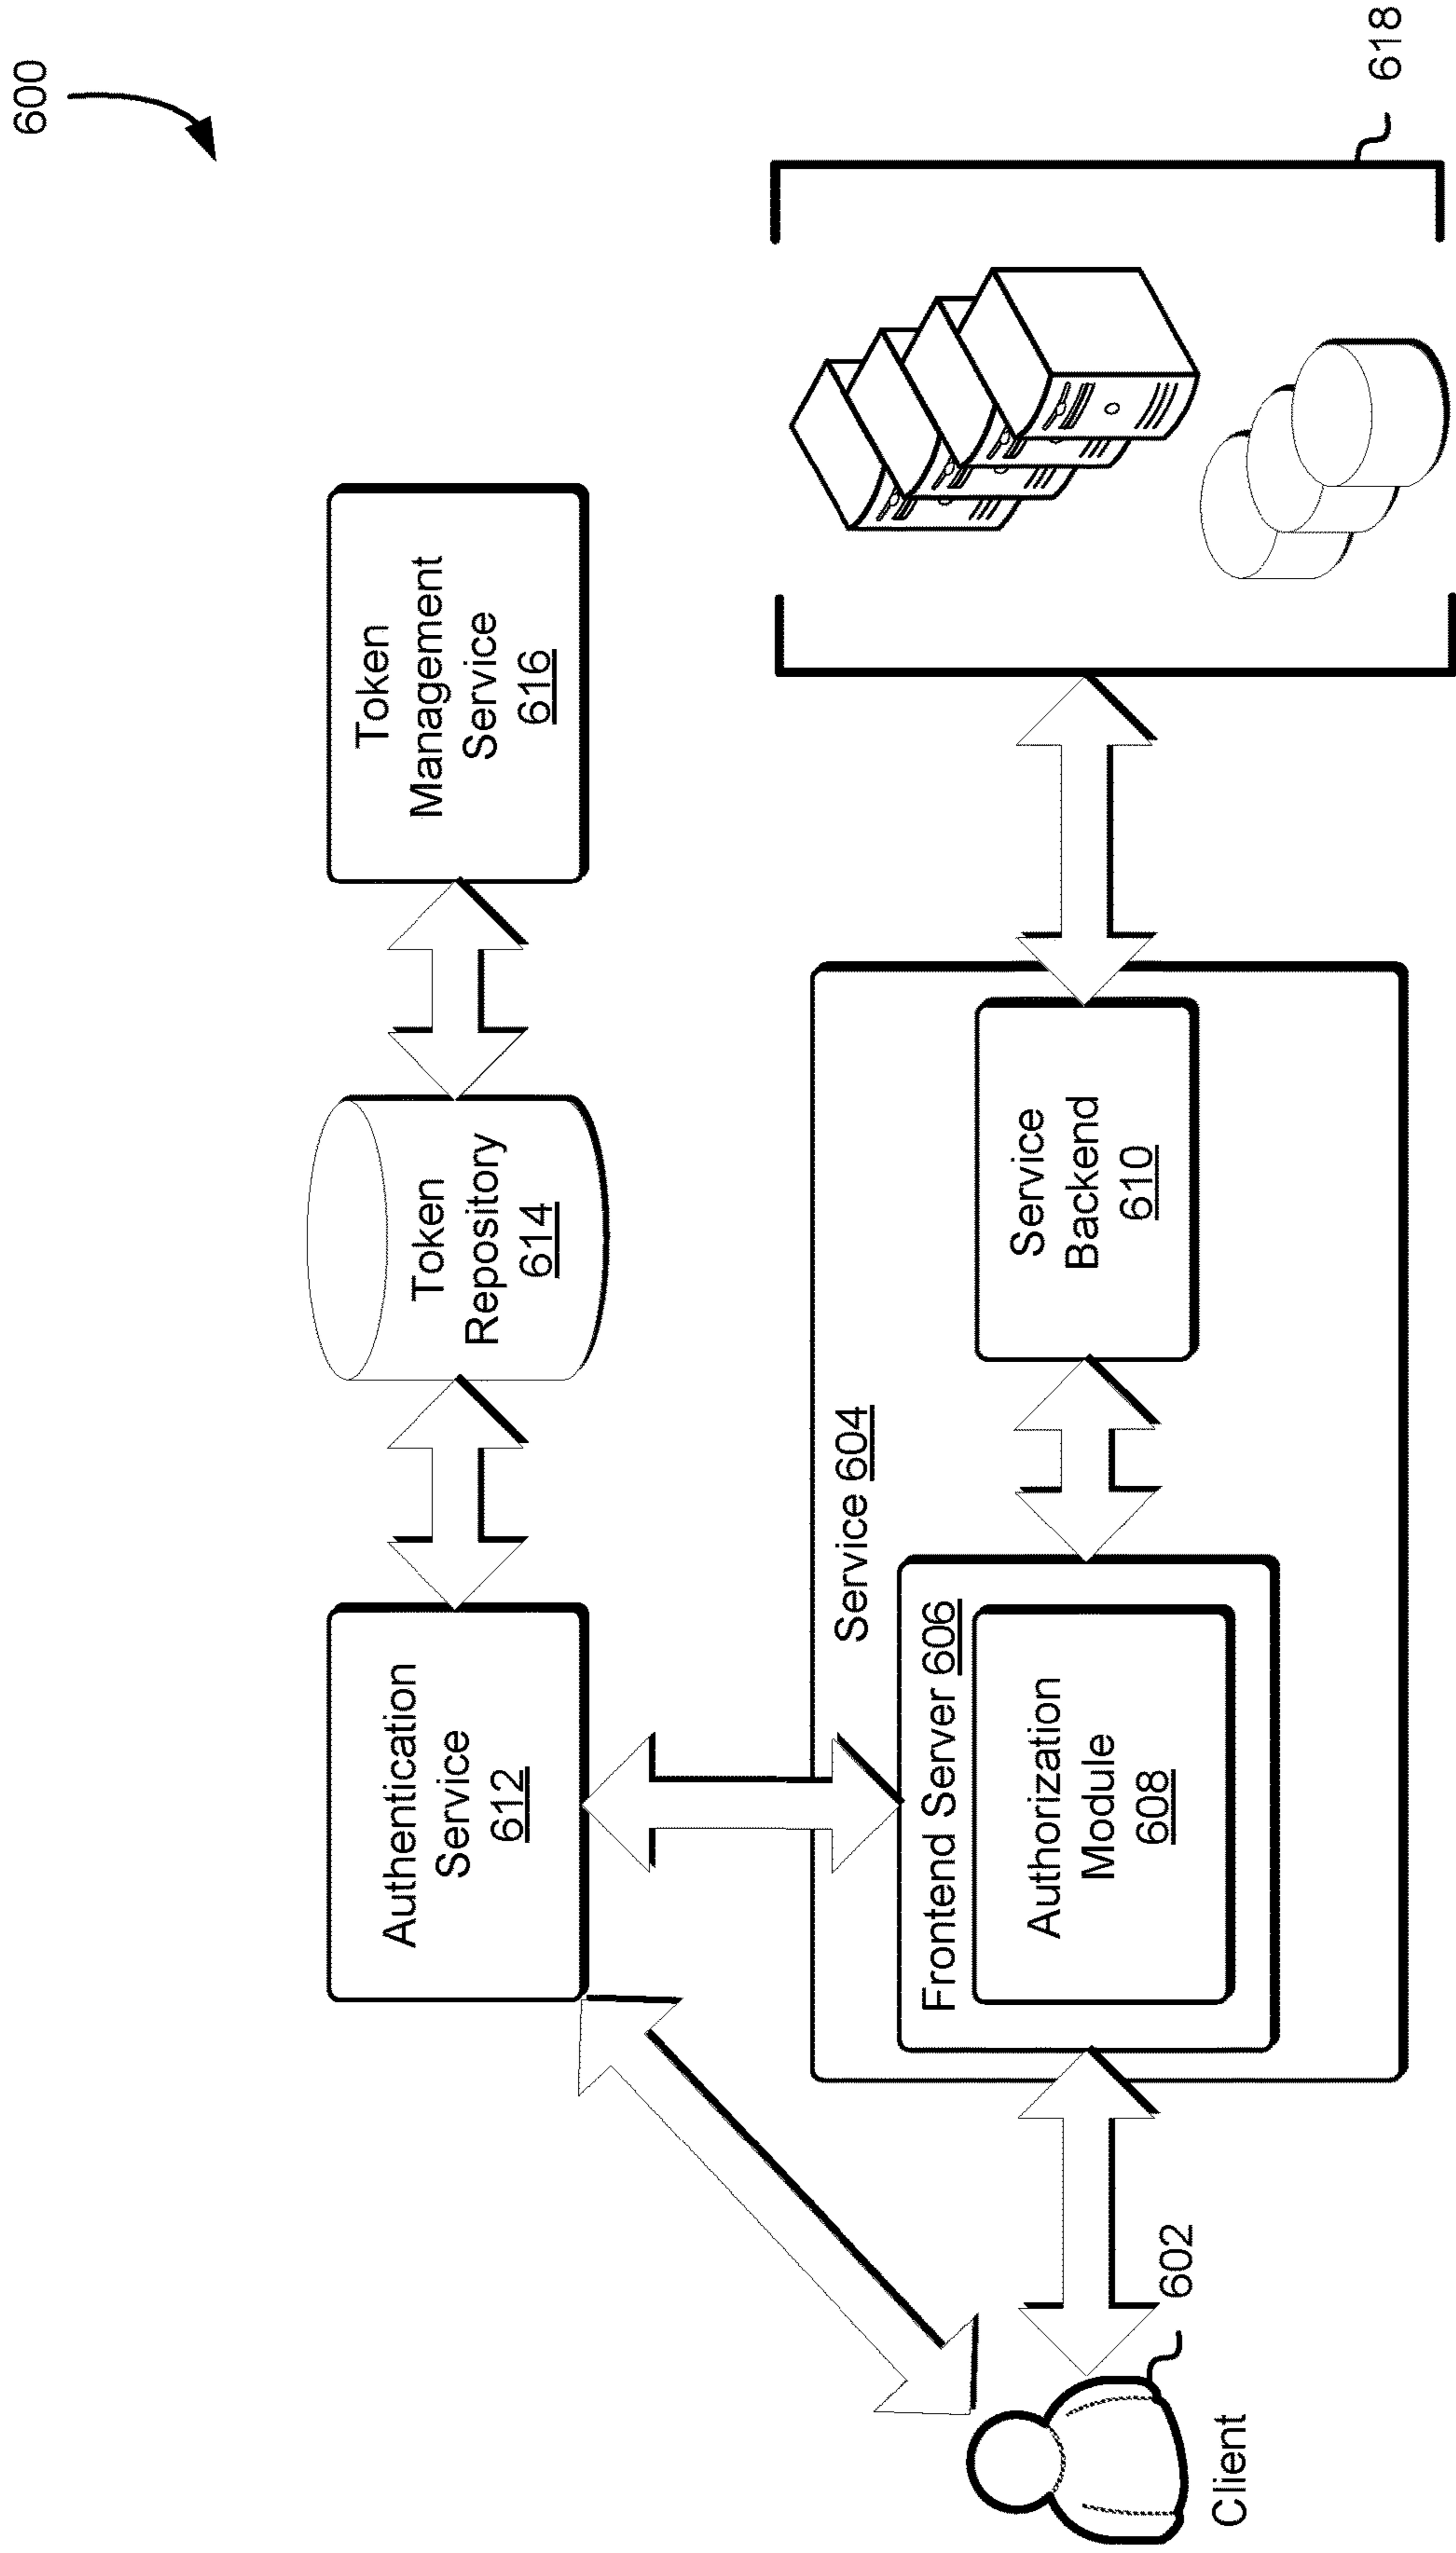 600
Authentication
Service
612
Token
Repository
614
Token
Management
Service
616
Service 604
Frontend Server 606
Authorization
Module
608
Service
Backend
610
602
Client
618